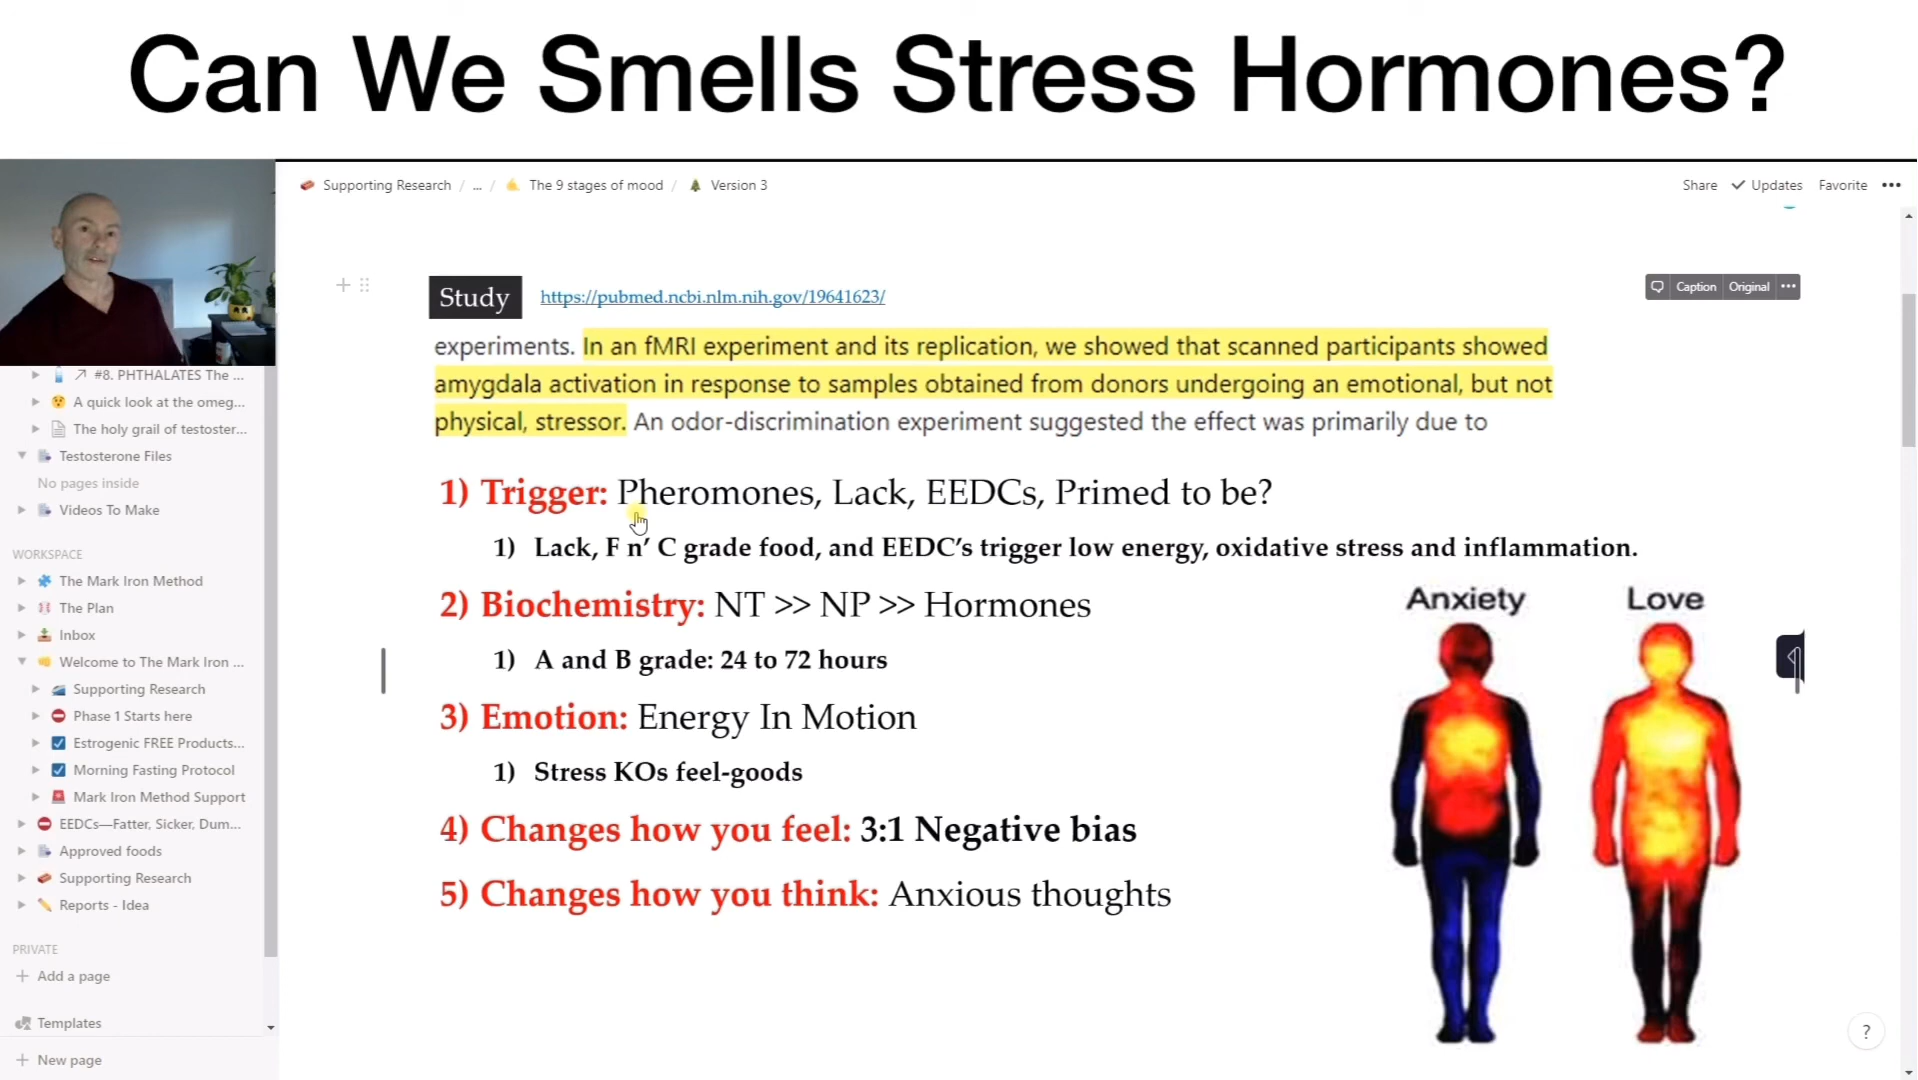 Can We Smells Stress Hormones?
Supporting Research / ... / The 9 stages of mood / Version 3
Share Updates Favorite
Study https://pubmed.ncbi.nlm.nih.gov/19641623/
Caption Original
experiments. In an fMRI experiment and its replication, we showed that scanned participants showed
amygdala activation in response to samples obtained from donors undergoing an emotional, but not
physical, stressor. An odor-discrimination experiment suggested the effect was primarily due to
1) Trigger: Pheromones, Lack, EEDCs, Primed to be?
1) Lack, F n’ C grade food, and EEDC’s trigger low energy, oxidative stress and inflammation.
2) Biochemistry: NT >> NP >> Hormones
1) A and B grade: 24 to 72 hours
3) Emotion: Energy In Motion
1) Stress KOs feel-goods
4) Changes how you feel: 3:1 Negative bias
5) Changes how you think: Anxious thoughts
Anxiety Love
#8. PHTHALATES The ...
A quick look at the omeg...
The holy grail of testoster...
Testosterone Files
No pages inside
Videos To Make
WORKSPACE
The Mark Iron Method
The Plan
Inbox
Welcome to The Mark Iron ...
Supporting Research
Phase 1 Starts here
Estrogenic FREE Products...
Morning Fasting Protocol
Mark Iron Method Support
EEDCs—Fatter, Sicker, Dum...
Approved foods
Supporting Research
Reports - Idea
PRIVATE
+ Add a page
Templates
+ New page
?